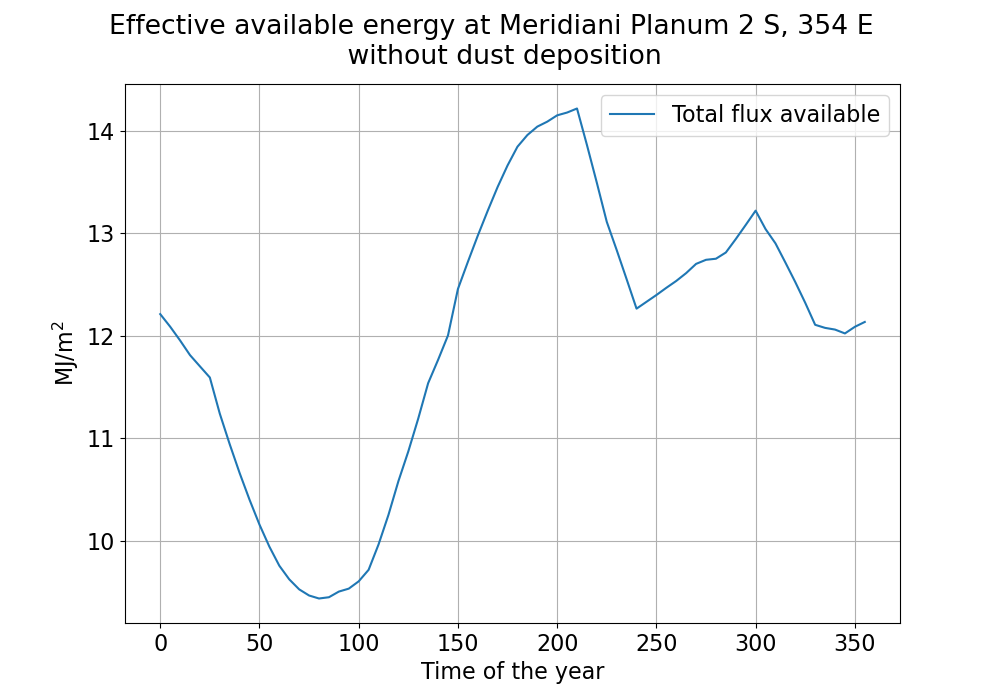 Effective available energy at Meridiani Planum 2 S, 354 E
without dust deposition
Total flux available
14
13
12
11
10
MJ/m²
0 50 100 150 200 250 300 350
Time of the year